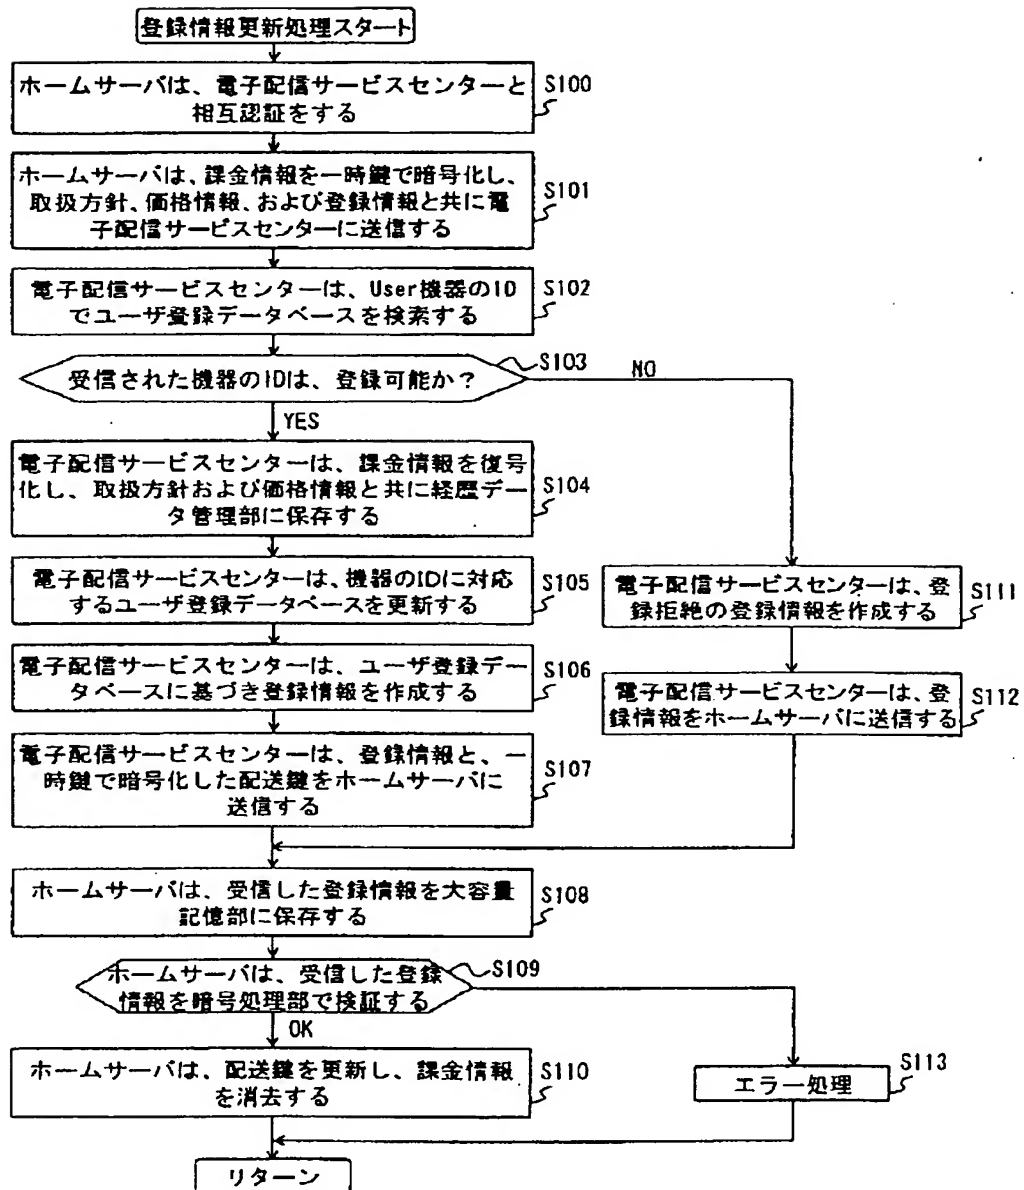 登録情報更新処理スタート
ホームサーバは、電子配信サービスセンターと
相互認証をする
S100
ホームサーバは、課金情報を一時鍵で暗号化し、
取扱方針、価格情報、および登録情報と共に電
子配信サービスセンターに送信する
S101
電子配信サービスセンターは、User機器のID
でユーザ登録データベースを検索する
S102
受信された機器のIDは、登録可能か？
S103
NO
YES
電子配信サービスセンターは、課金情報を復号
化し、取扱方針および価格情報と共に経歴デー
タ管理部に保存する
S104
電子配信サービスセンターは、機器のIDに対応
するユーザ登録データベースを更新する
S105
電子配信サービスセンターは、登
録拒絶の登録情報を作成する
S111
電子配信サービスセンターは、ユーザ登録デー
タベースに基づき登録情報を作成する
S106
電子配信サービスセンターは、登
録情報をホームサーバに送信する
S112
電子配信サービスセンターは、登録情報と、一
時鍵で暗号化した配送鍵をホームサーバに
送信する
S107
ホームサーバは、受信した登録情報を大容量
記憶部に保存する
S108
ホームサーバは、受信した登録
情報を暗号処理部で検証する
S109
OK
ホームサーバは、配送鍵を更新し、課金情報
を消去する
S110
エラー処理
S113
リターン